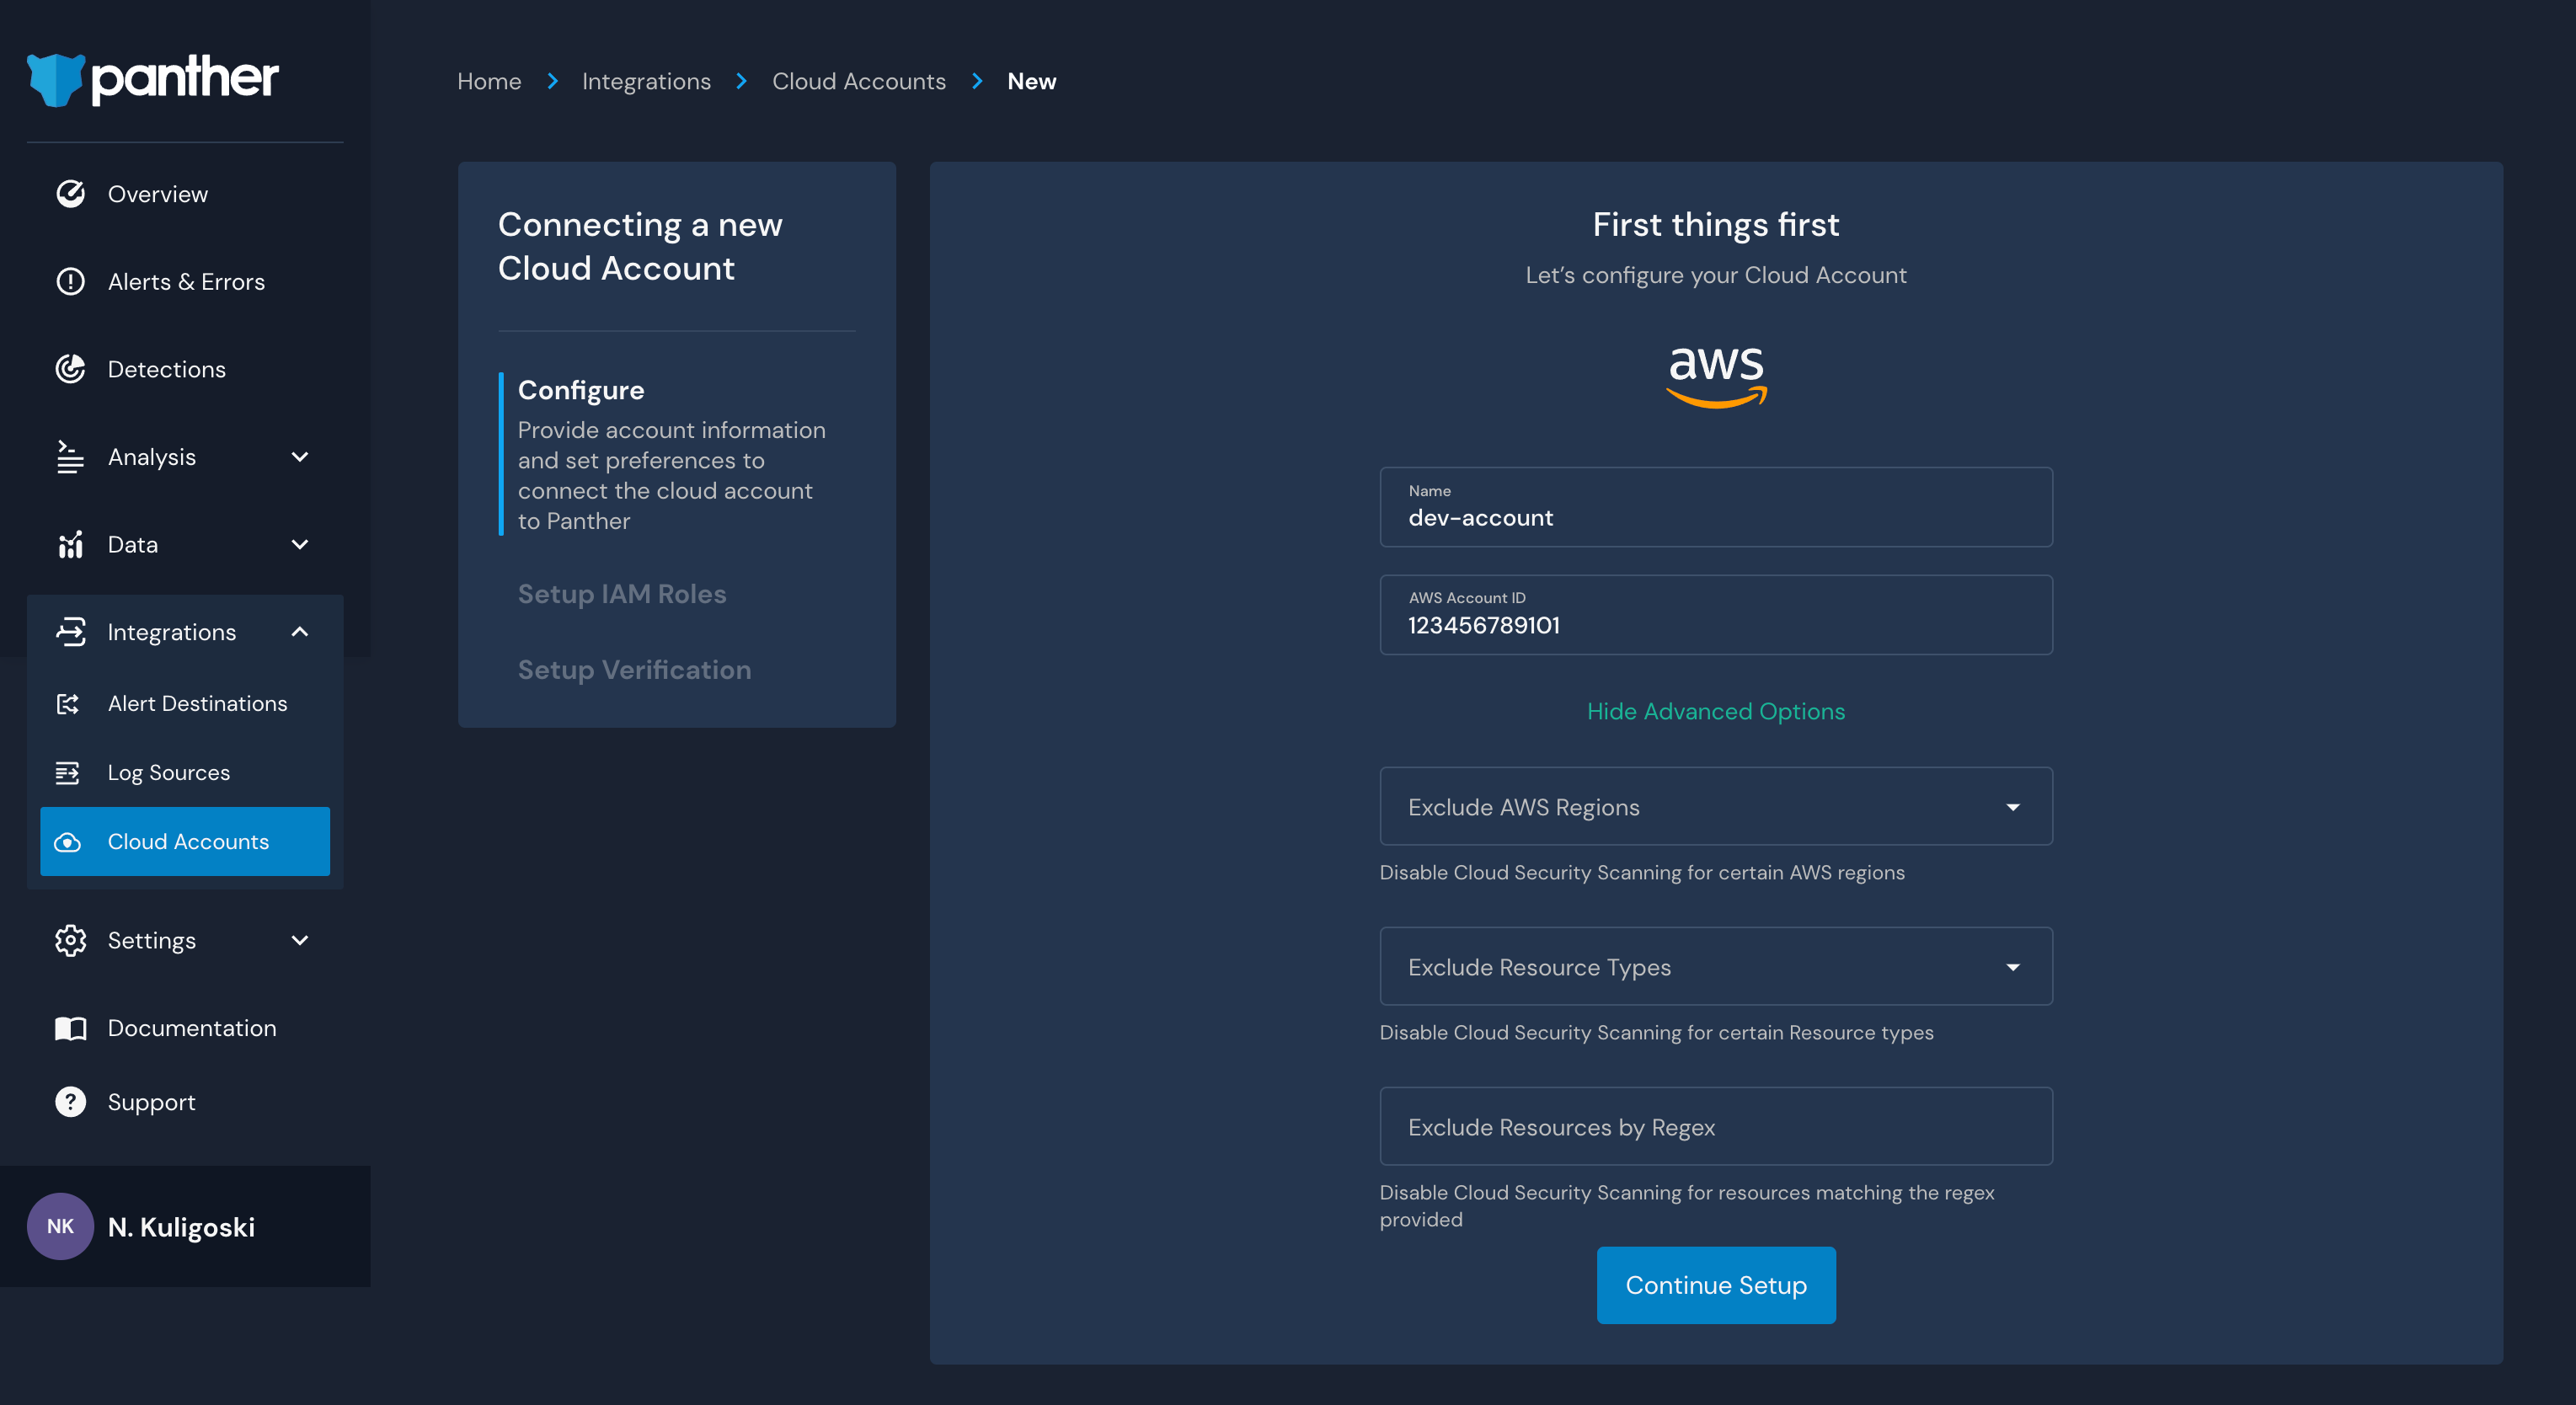 panther
Overview
Alerts & Errors
Detections
Analysis
Data
Integrations
Alert Destinations
Log Sources
Cloud Accounts
Settings
Documentation
Support
NK
N. Kuligoski
Home
Integrations
Cloud Accounts
New
Connecting a new
Cloud Account
Configure
Provide account information
and set preferences to
connect the cloud account
to Panther
Setup IAM Roles
Setup Verification
First things first
Let’s configure your Cloud Account
aws
Name
dev-account
AWS Account ID
123456789101
Hide Advanced Options
Exclude AWS Regions
Disable Cloud Security Scanning for certain AWS regions
Exclude Resource Types
Disable Cloud Security Scanning for certain Resource types
Exclude Resources by Regex
Disable Cloud Security Scanning for resources matching the regex
provided
Continue Setup